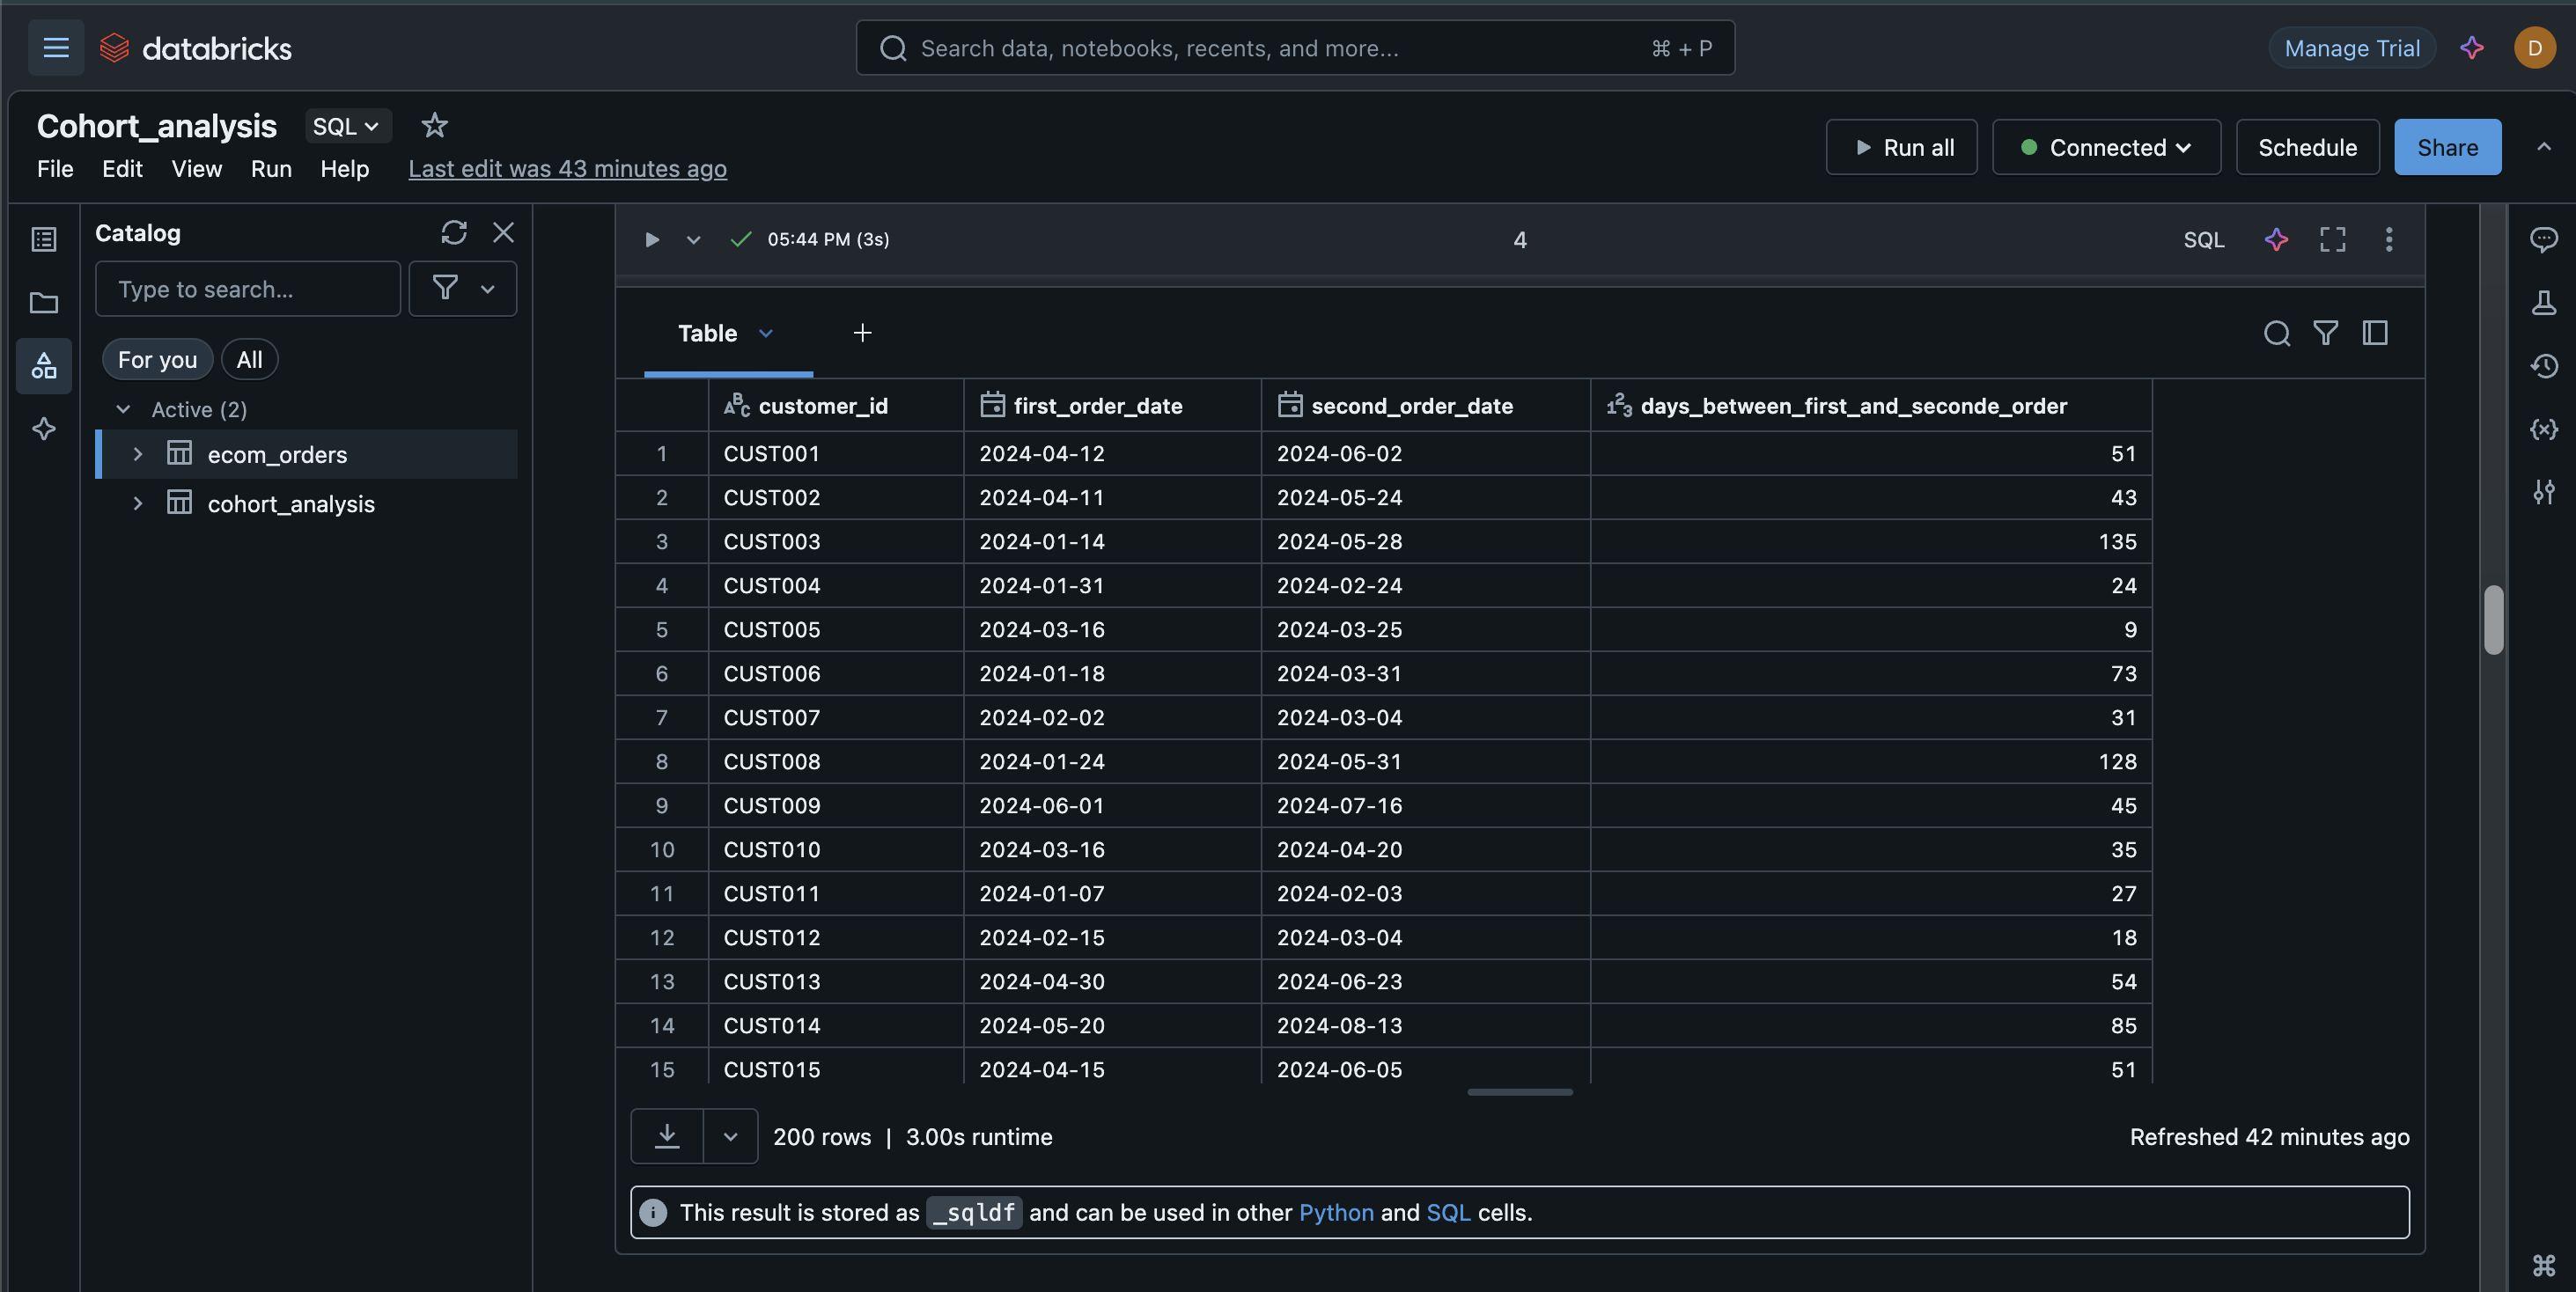 databricks
Search data, notebooks, recents, and more... ⌘ + P
Manage Trial D
Cohort_analysis SQL
File Edit View Run Help Last edit was 43 minutes ago
Run all Connected Schedule Share
Catalog
Type to search...
For you All
Active (2)
ecom_orders
cohort_analysis
05:44 PM (3s) 4 SQL
Table +
customer_id first_order_date second_order_date days_between_first_and_seconde_order
1 CUST001 2024-04-12 2024-06-02 51
2 CUST002 2024-04-11 2024-05-24 43
3 CUST003 2024-01-14 2024-05-28 135
4 CUST004 2024-01-31 2024-02-24 24
5 CUST005 2024-03-16 2024-03-25 9
6 CUST006 2024-01-18 2024-03-31 73
7 CUST007 2024-02-02 2024-03-04 31
8 CUST008 2024-01-24 2024-05-31 128
9 CUST009 2024-06-01 2024-07-16 45
10 CUST010 2024-03-16 2024-04-20 35
11 CUST011 2024-01-07 2024-02-03 27
12 CUST012 2024-02-15 2024-03-04 18
13 CUST013 2024-04-30 2024-06-23 54
14 CUST014 2024-05-20 2024-08-13 85
15 CUST015 2024-04-15 2024-06-05 51
200 rows | 3.00s runtime Refreshed 42 minutes ago
This result is stored as _sqldf and can be used in other Python and SQL cells.